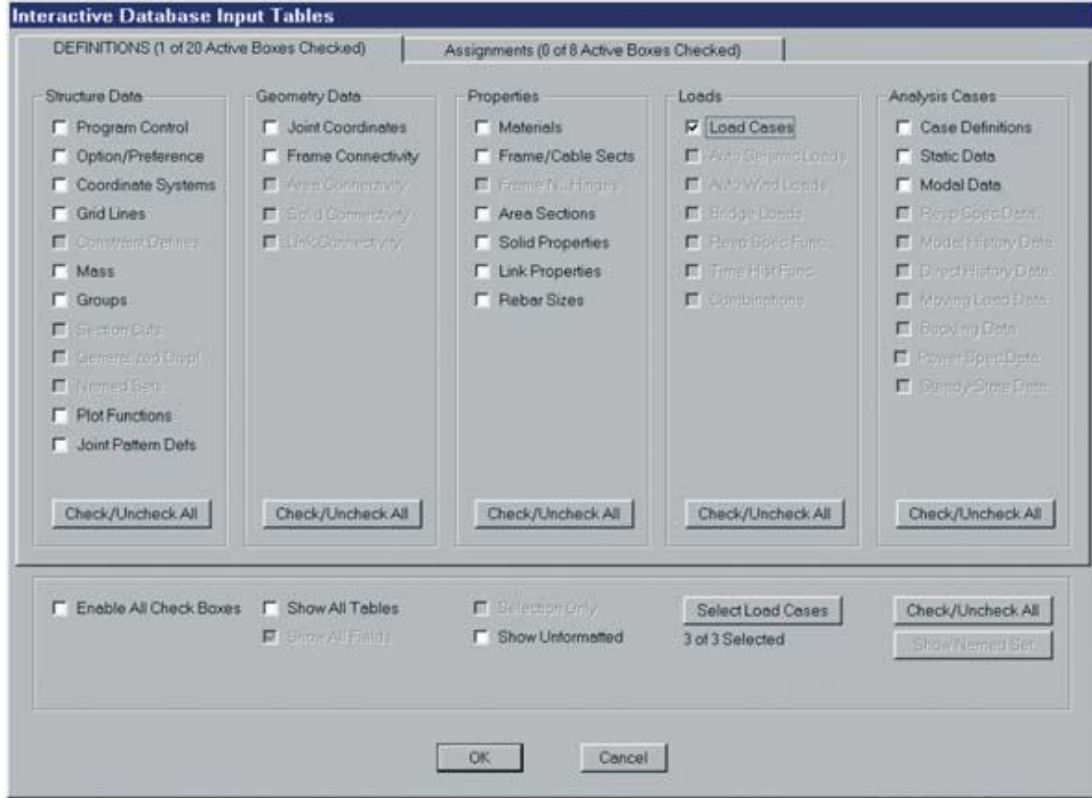 Interactive Database Input Tables
DEFINITIONS (1 of 20 Active Boxes Checked)
Assignments (0 of 8 Active Boxes Checked)
Structure Data
Program Control
Option/Preference
Coordinate Systems
Grid Lines
Constraint Defines
Mass
Groups
Section Cuts
Generalized Displ
Named Sets
Plot Functions
Joint Pattern Defs
Check/Uncheck All
Geometry Data
Joint Coordinates
Frame Connectivity
Area Connectivity
Solid Connectivity
Link Connectivity
Check/Uncheck All
Properties
Materials
Frame/Cable Sects
Frame NL Hinges
Area Sections
Solid Properties
Link Properties
Rebar Sizes
Check/Uncheck All
Loads
Load Cases
Auto Seismic Loads
Auto Wind Loads
Bridge Loads
Resp Spec Func
Time Hist Func
Combinations
Check/Uncheck All
Analysis Cases
Case Definitions
Static Data
Modal Data
Resp Spec Data
Model History Data
Direct History Data
Moving Load Data
Buckling Data
Power Spec Data
Steady-State Data
Check/Uncheck All
Enable All Check Boxes
Show All Tables
Show All Fields
Selection Only
Show Unformatted
Select Load Cases
3 of 3 Selected
Check/Uncheck All
Show Named Set
OK
Cancel